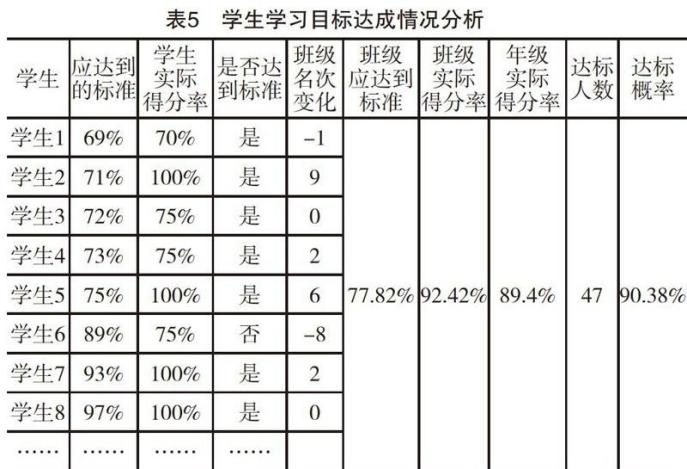 表5 学生学习目标达成情况分析
学生 应达到的标准 学生实际得分率 是否达到标准 班级名次变化 班级应达到标准 班级实际得分率 年级实际得分率 达标人数 达标概率
学生1 69% 70% 是 -1
学生2 71% 100% 是 9
学生3 72% 75% 是 0
学生4 73% 75% 是 2
学生5 75% 100% 是 6 77.82% 92.42% 89.4% 47 90.38%
学生6 89% 75% 否 -8
学生7 93% 100% 是 2
学生8 97% 100% 是 0
…… …… …… ……